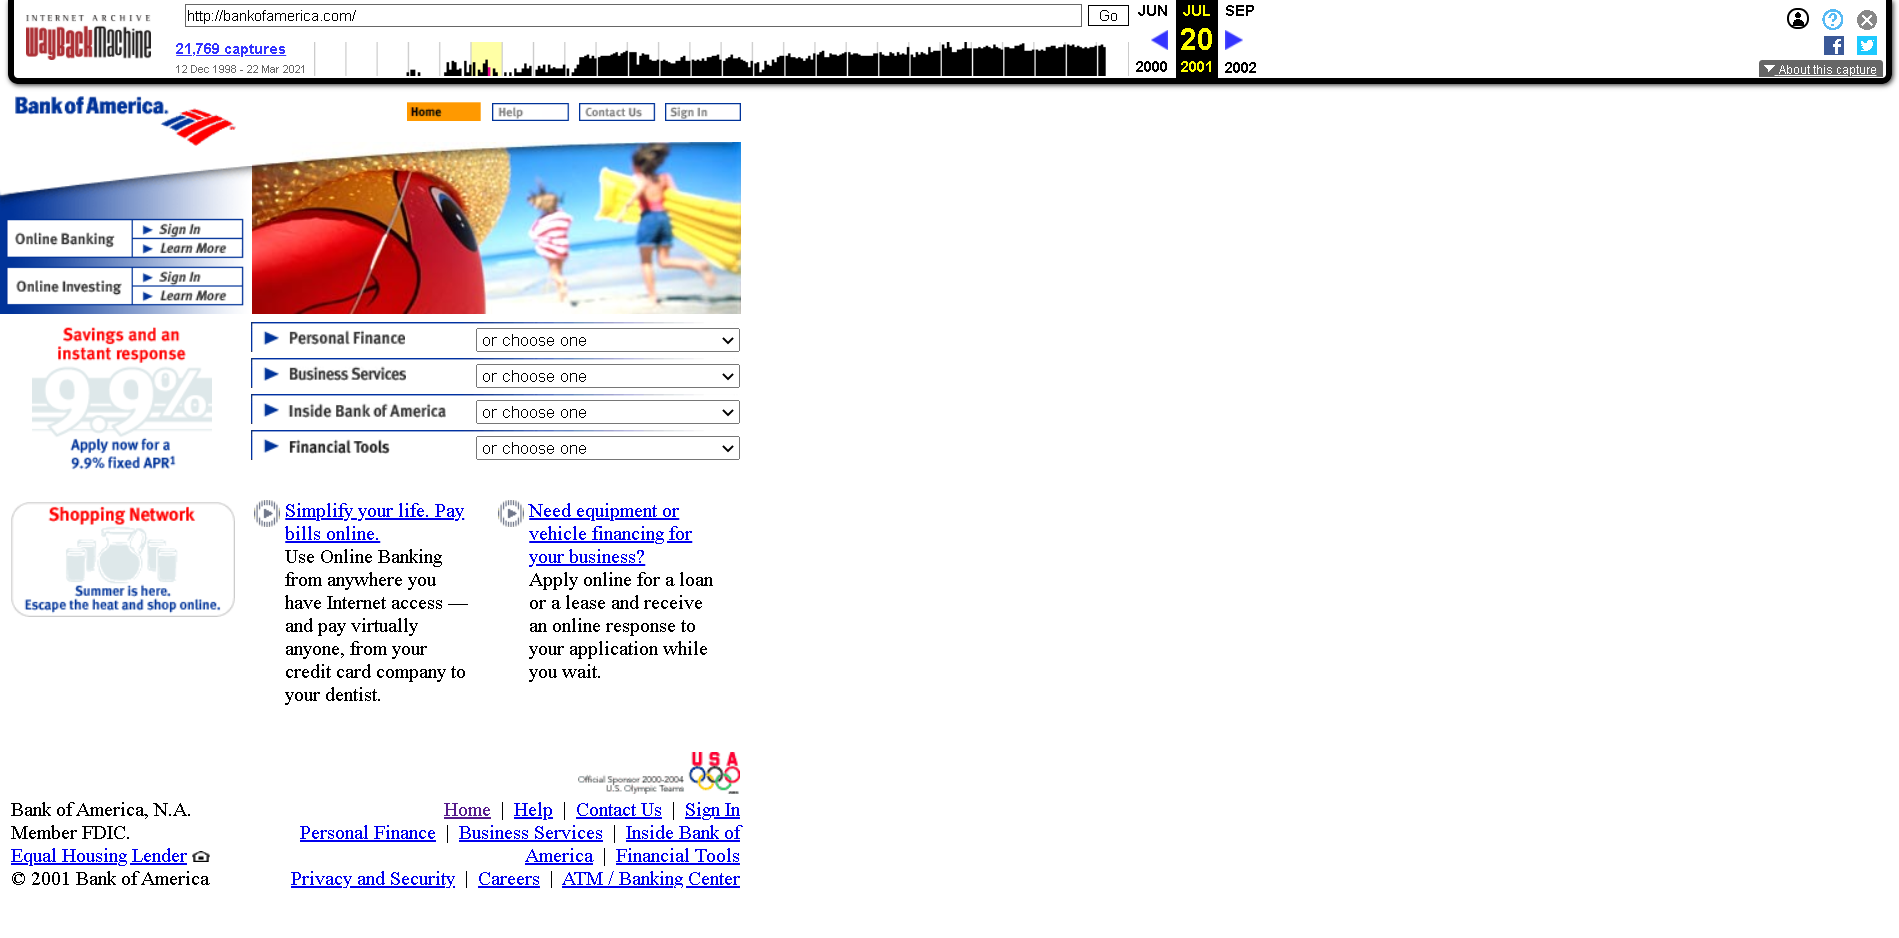 INTERNET ARCHIVE
WayBackMachine
http://bankofamerica.com/
Go
JUN
JUL
SEP
21,769 captures
20
12 Dec 1998 - 22 Mar 2021
2000
2001
2002
About this capture
Bank of America.
Home
Help
Contact Us
Sign In
Online Banking
Sign In
Learn More
Online Investing
Sign In
Learn More
Savings and an
instant response
9.9%
Apply now for a
9.9% fixed APR¹
Personal Finance
or choose one
Business Services
or choose one
Inside Bank of America
or choose one
Financial Tools
or choose one
Shopping Network
Summer is here.
Escape the heat and shop online.
Simplify your life. Pay
bills online.
Use Online Banking
from anywhere you
have Internet access —
and pay virtually
anyone, from your
credit card company to
your dentist.
Need equipment or
vehicle financing for
your business?
Apply online for a loan
or a lease and receive
an online response to
your application while
you wait.
USA
Official Sponsor 2000-2004
U.S. Olympic Teams
Bank of America, N.A.
Member FDIC.
Equal Housing Lender
© 2001 Bank of America
Home | Help | Contact Us | Sign In
Personal Finance | Business Services | Inside Bank of
America | Financial Tools
Privacy and Security | Careers | ATM / Banking Center